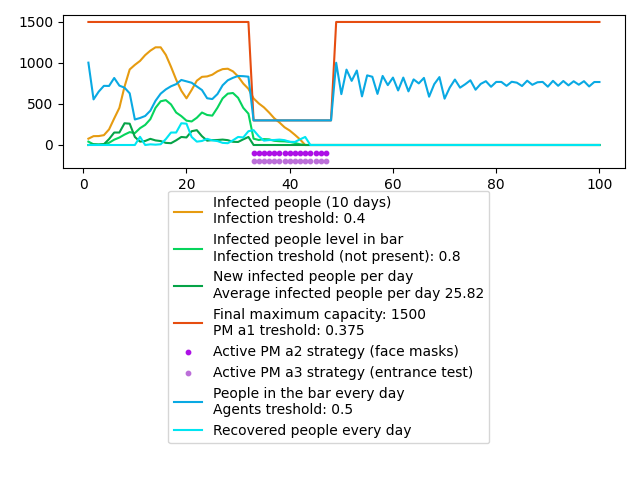 1500
1000
500
0
0 20 40 60 80 100
Infected people (10 days)
Infection treshold: 0.4
Infected people level in bar
Infection treshold (not present): 0.8
New infected people per day
Average infected people per day 25.82
Final maximum capacity: 1500
PM a1 treshold: 0.375
Active PM a2 strategy (face masks)
Active PM a3 strategy (entrance test)
People in the bar every day
Agents treshold: 0.5
Recovered people every day